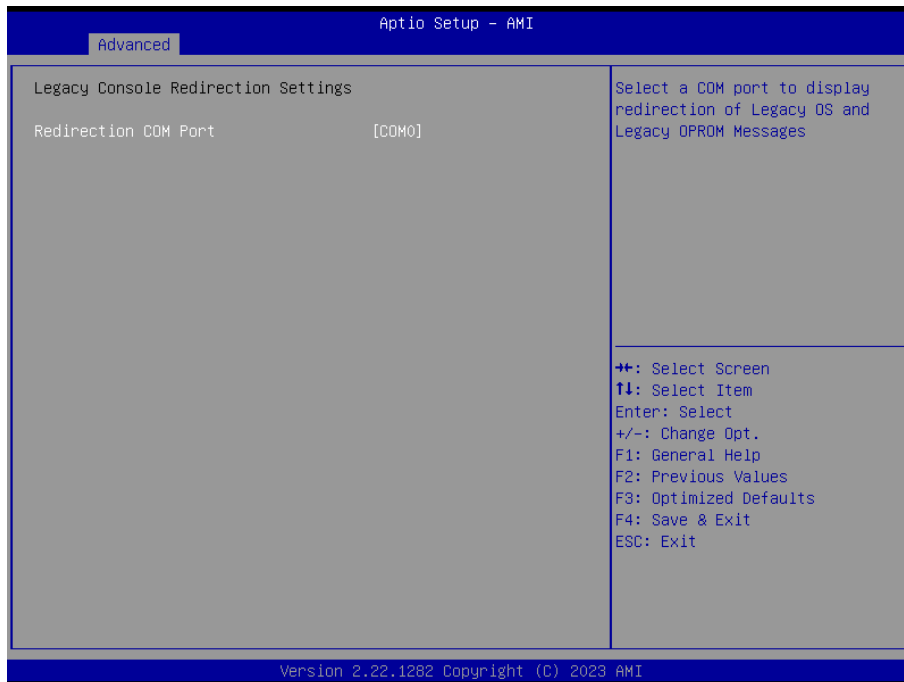 Aptio Setup – AMI
Advanced
Legacy Console Redirection Settings
Redirection COM Port [COM0]
Select a COM port to display
redirection of Legacy OS and
Legacy OPROM Messages
→←: Select Screen
↑↓: Select Item
Enter: Select
+/-: Change Opt.
F1: General Help
F2: Previous Values
F3: Optimized Defaults
F4: Save & Exit
ESC: Exit
Version 2.22.1282 Copyright (C) 2023 AMI